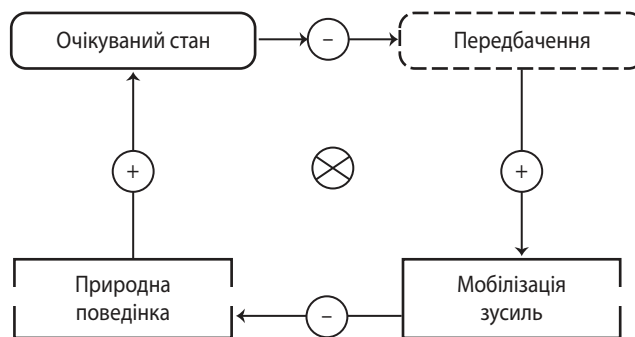 Очікуваний стан
−
Передбачення
+
+
Природна
поведінка
−
Мобілізація
зусиль